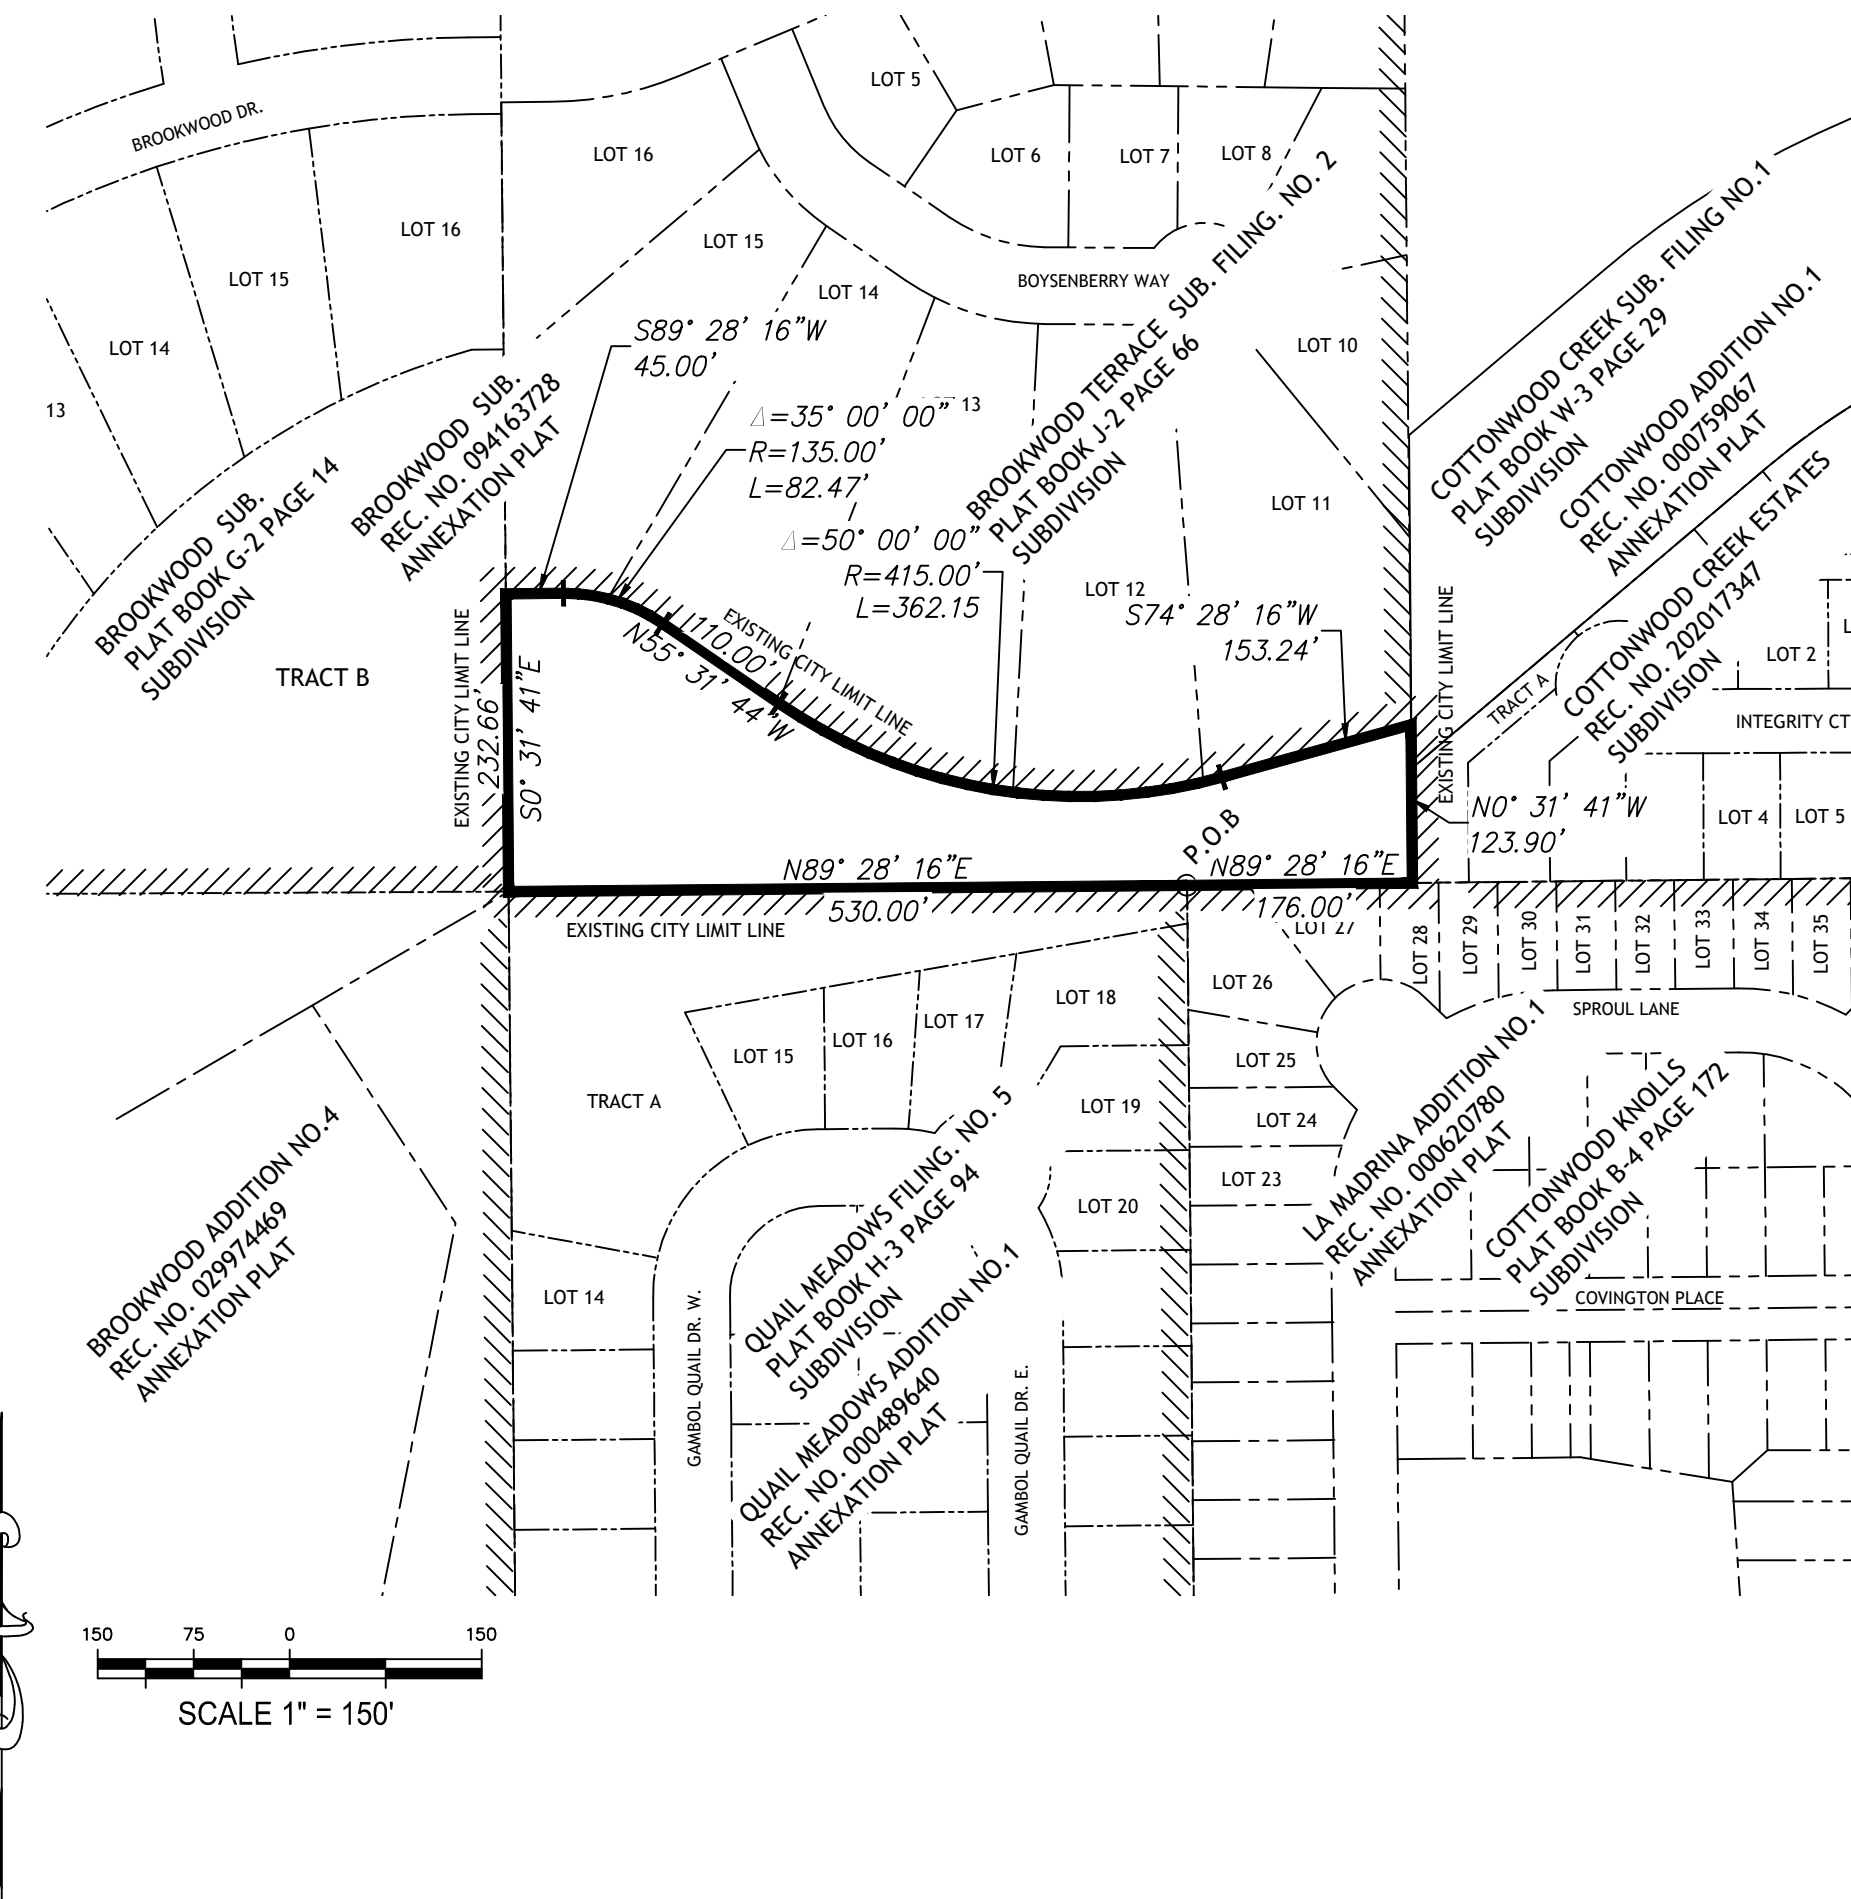 BROOKWOOD DR.
LOT 16
LOT 15
LOT 14
13
LOT 16
LOT 15
LOT 14
13
LOT 5
LOT 6
LOT 7
LOT 8
BOYSENBERRY WAY
LOT 10
LOT 11
LOT 12
BROOKWOOD TERRACE SUB. FILING. NO. 2
PLAT BOOK J-2 PAGE 66
SUBDIVISION
COTTONWOOD CREEK SUB. FILING NO.1
PLAT BOOK W-3 PAGE 29
SUBDIVISION
COTTONWOOD ADDITION NO.1
REC. NO. 000759067
ANNEXATION PLAT
COTTONWOOD CREEK ESTATES
REC. NO. 202017347
SUBDIVISION
BROOKWOOD SUB.
PLAT BOOK G-2 PAGE 14
SUBDIVISION
BROOKWOOD SUB.
REC. NO. 094163728
ANNEXATION PLAT
S89° 28' 16"W
45.00'
Δ=35° 00' 00"
R=135.00'
L=82.47'
Δ=50° 00' 00"
R=415.00'
L=362.15
S74° 28' 16"W
153.24'
110.00'
N55° 31' 44"W
EXISTING CITY LIMIT LINE
TRACT B
EXISTING CITY LIMIT LINE
232.66'
S0° 31' 41"E
EXISTING CITY LIMIT LINE
N0° 31' 41"W
123.90'
TRACT A
LOT 2
L
INTEGRITY CT
LOT 4
LOT 5
P.O.B
N89° 28' 16"E
530.00'
N89° 28' 16"E
176.00'
EXISTING CITY LIMIT LINE
LOT 27
LOT 28
LOT 29
LOT 30
LOT 31
LOT 32
LOT 33
LOT 34
LOT 35
SPROUL LANE
LOT 26
LOT 25
LOT 24
LOT 23
LOT 18
LOT 17
LOT 16
LOT 15
LOT 19
LOT 20
TRACT A
LOT 14
GAMBOL QUAIL DR. W.
GAMBOL QUAIL DR. E.
BROOKWOOD ADDITION NO.4
REC. NO. 029974469
ANNEXATION PLAT
QUAIL MEADOWS FILING. NO. 5
PLAT BOOK H-3 PAGE 94
SUBDIVISION
QUAIL MEADOWS ADDITION NO.1
REC. NO. 000489640
ANNEXATION PLAT
LA MADRINA ADDITION NO.1
REC. NO. 000620780
ANNEXATION PLAT
COTTONWOOD KNOLLS
PLAT BOOK B-4 PAGE 172
SUBDIVISION
COVINGTON PLACE
150 75 0 150
SCALE 1" = 150'